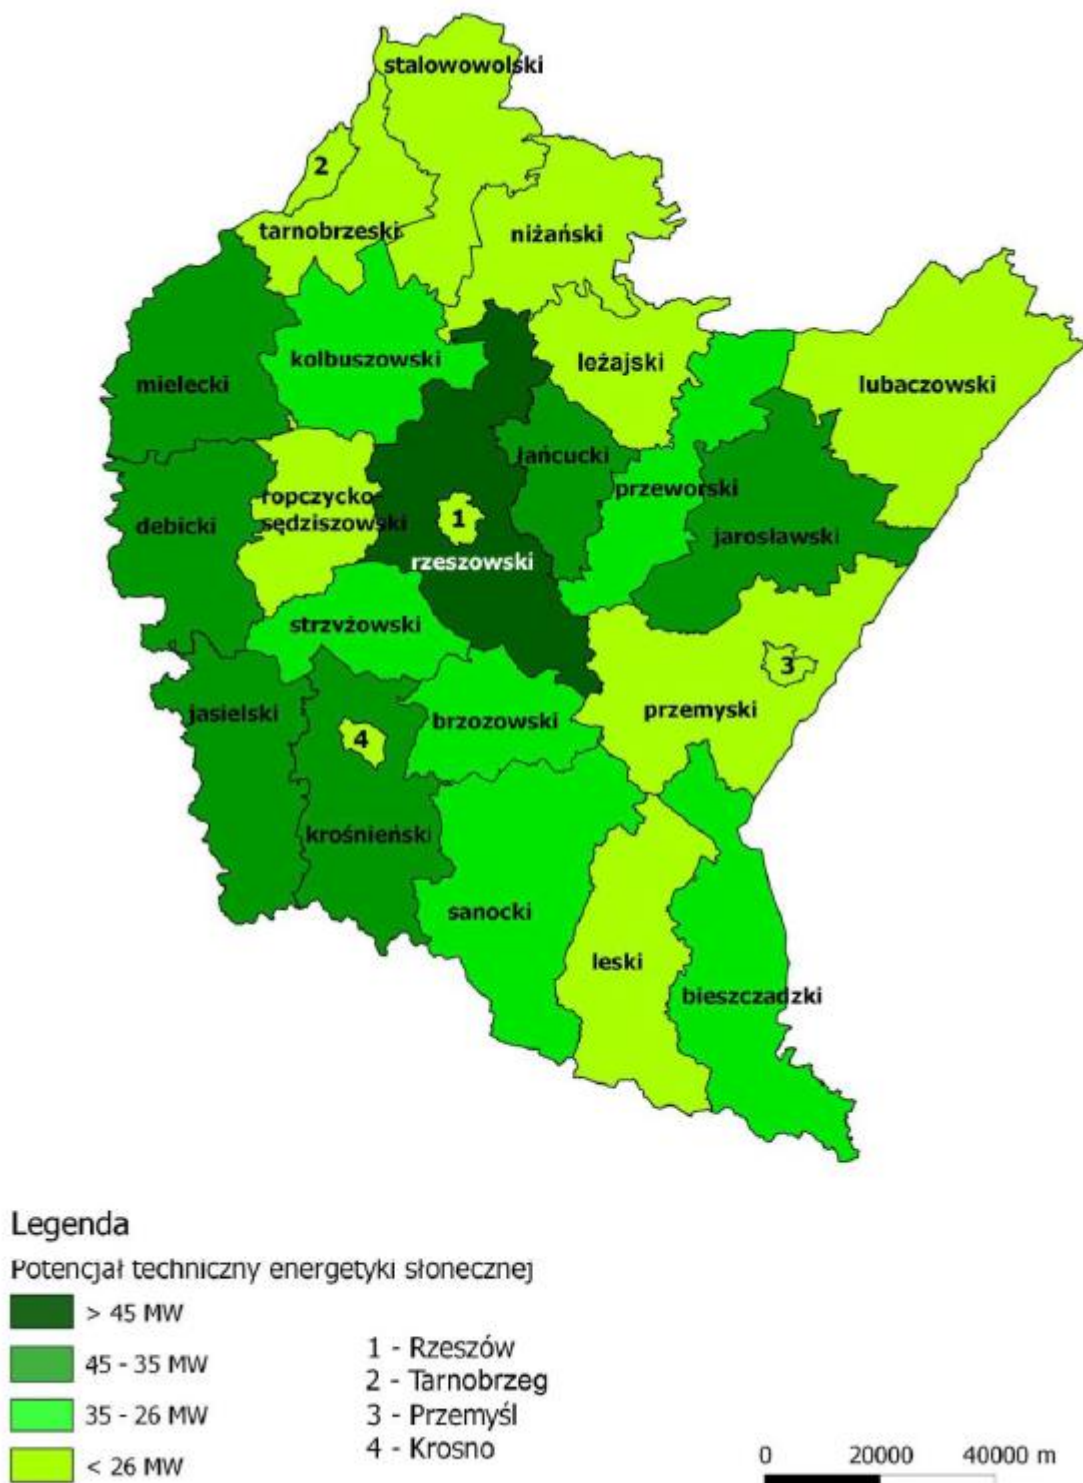 stalowowolski
2
tarnobrzeski
niżański
kolbuszowski
leżajski
mielecki
lubaczowski
łańcucki
ropczycko-
przeworski
debicki
sędziszowski
1
jarosławski
rzeszowski
strzyżowski
3
jasielski
brzozowski
przemyski
4
krośnieński
sanocki
leski
bieszczadzki
Legenda
Potencjał techniczny energetyki słonecznej
> 45 MW
45 - 35 MW
35 - 26 MW
< 26 MW
1 - Rzeszów
2 - Tarnobrzeg
3 - Przemyśl
4 - Krosno
0 20000 40000 m